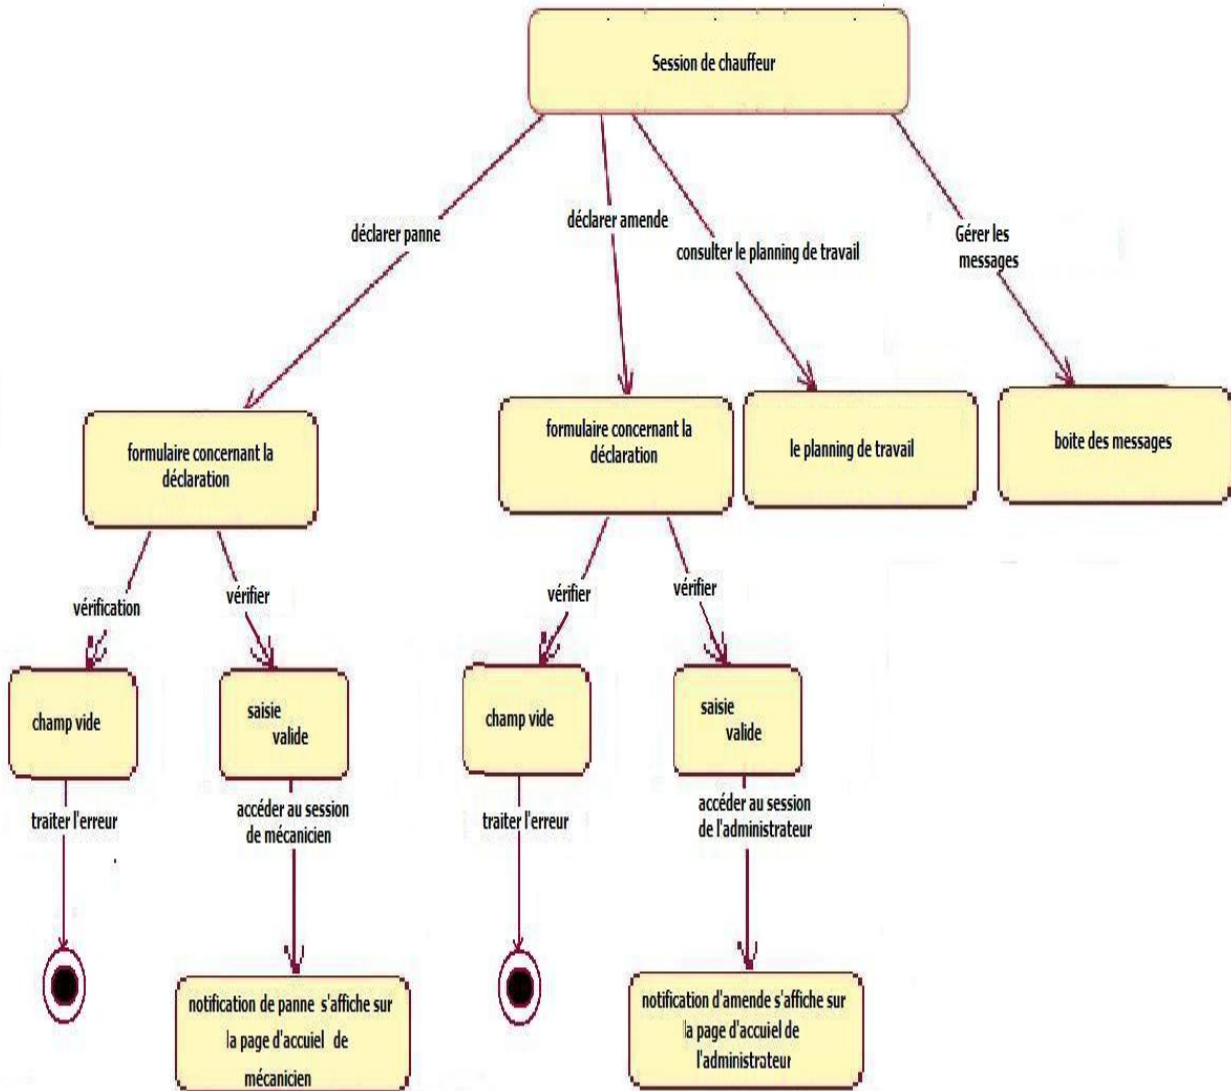 Session de chauffeur
déclarer panne
déclarer amende
consulter le planning de travail
Gérer les
messages
formulaire concernant la
déclaration
formulaire concernant la
déclaration
le planning de travail
boite des messages
vérification
vérifier
vérifier
vérifier
champ vide
saisie
valide
champ vide
saisie
valide
traiter l'erreur
accéder au session
de mécanicien
traiter l'erreur
accéder au session
de l'administrateur
notification de panne s'affiche sur
la page d'accuiel de
mécanicien
notification d'amende s'affiche sur
la page d'accuiel de
l'administrateur